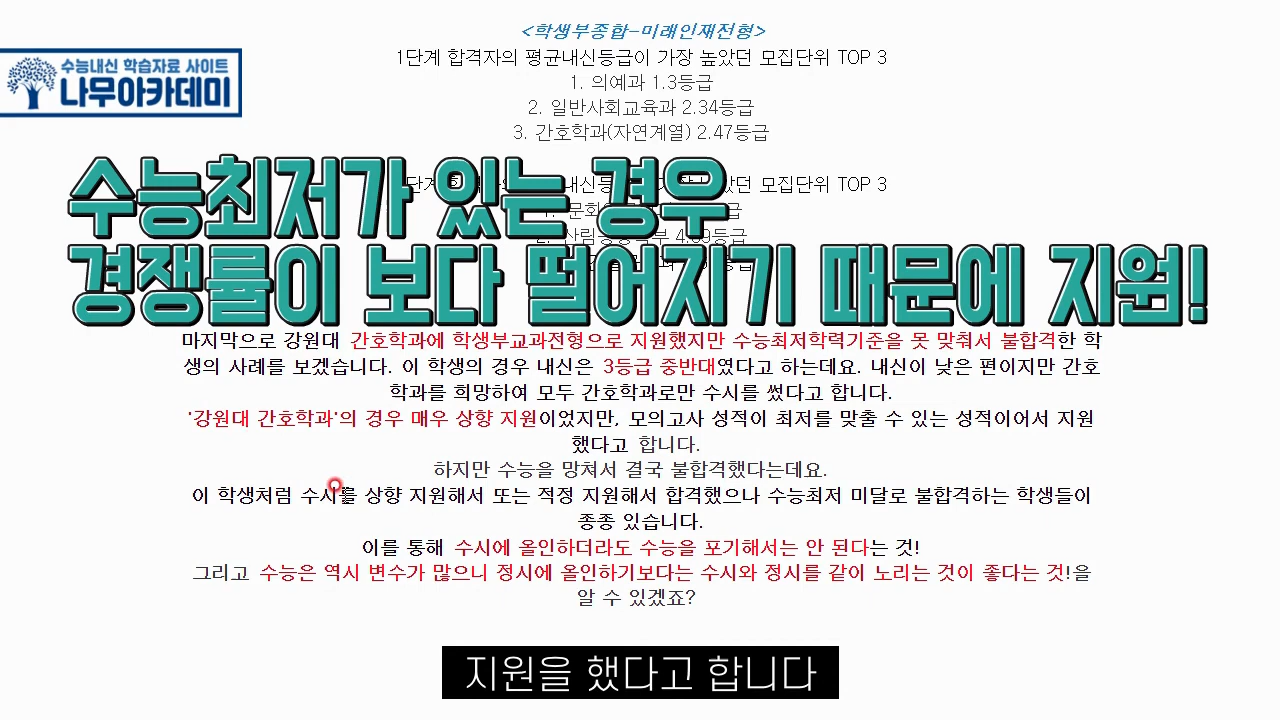 <학생부종합-미래인재전형>
1단계 합격자의 평균내신등급이 가장 높았던 모집단위 TOP 3
1. 의예과 1.3등급
2. 일반사회교육과 2.34등급
3. 간호학과(자연계열) 2.47등급
수능내신 학습자료 사이트
나무아카데미
수능최저가 있는 경우
경쟁률이 보다 떨어지기 때문에 지원!
모집단위 TOP 3
마지막으로 강원대 간호학과에 학생부교과전형으로 지원했지만 수능최저학력기준을 못 맞춰서 불합격한 학
생의 사례를 보겠습니다. 이 학생의 경우 내신은 3등급 중반대였다고 하는데요. 내신이 낮은 편이지만 간호
학과를 희망하여 모두 간호학과로만 수시를 썼다고 합니다.
'강원대 간호학과'의 경우 매우 상향 지원이었지만, 모의고사 성적이 최저를 맞출 수 있는 성적이어서 지원
했다고 합니다.
하지만 수능을 망쳐서 결국 불합격했다는데요.
이 학생처럼 수시를 상향 지원해서 또는 적정 지원해서 합격했으나 수능최저 미달로 불합격하는 학생들이
종종 있습니다.
이를 통해 수시에 올인하더라도 수능을 포기해서는 안 된다는 것!
그리고 수능은 역시 변수가 많으니 정시에 올인하기보다는 수시와 정시를 같이 노리는 것이 좋다는 것!을
알 수 있겠죠?
지원을 했다고 합니다